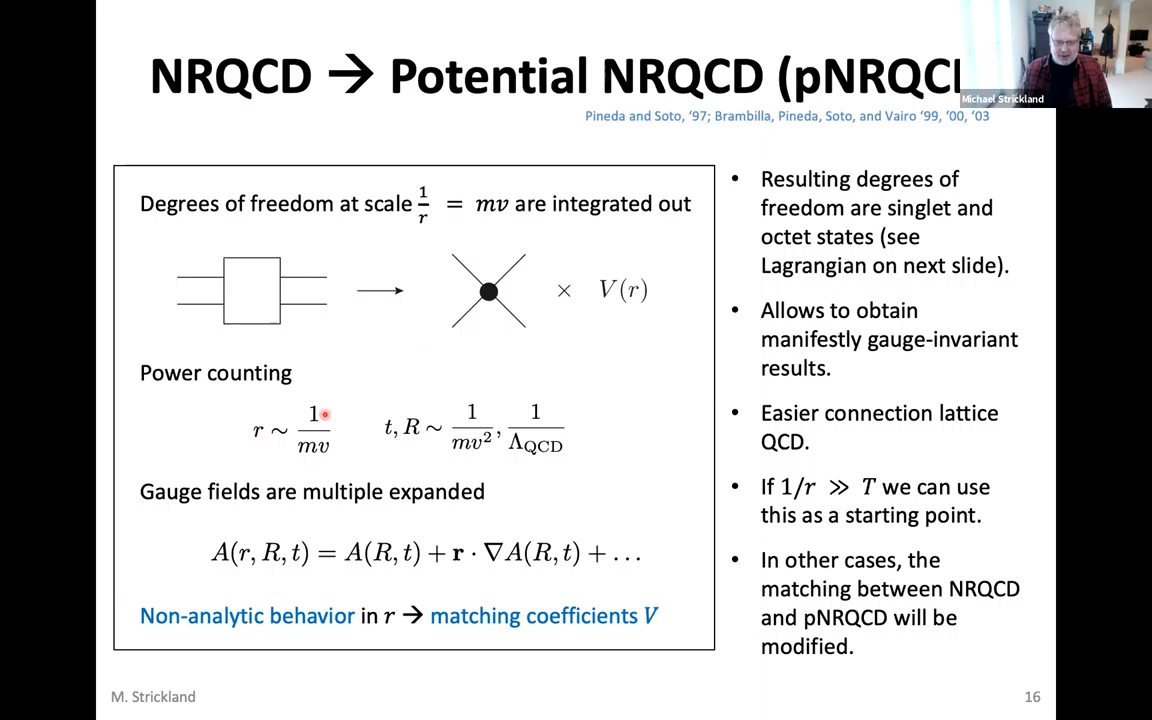 NRQCD → Potential NRQCD (pNRQC
Michael Strickland
Pineda and Soto, '97; Brambilla, Pineda, Soto, and Vairo '99, '00, '03
Degrees of freedom at scale 1/r = mv are integrated out
× V(r)
Power counting
r ~ 1/mv    t, R ~ 1/mv², 1/Λ_QCD
Gauge fields are multiple expanded
A(r, R, t) = A(R, t) + r · ∇A(R, t) + . . .
Non-analytic behavior in r → matching coefficients V
• Resulting degrees of
freedom are singlet and
octet states (see
Lagrangian on next slide).
• Allows to obtain
manifestly gauge-invariant
results.
• Easier connection lattice
QCD.
• If 1/r ≫ T we can use
this as a starting point.
• In other cases, the
matching between NRQCD
and pNRQCD will be
modified.
M. Strickland
16